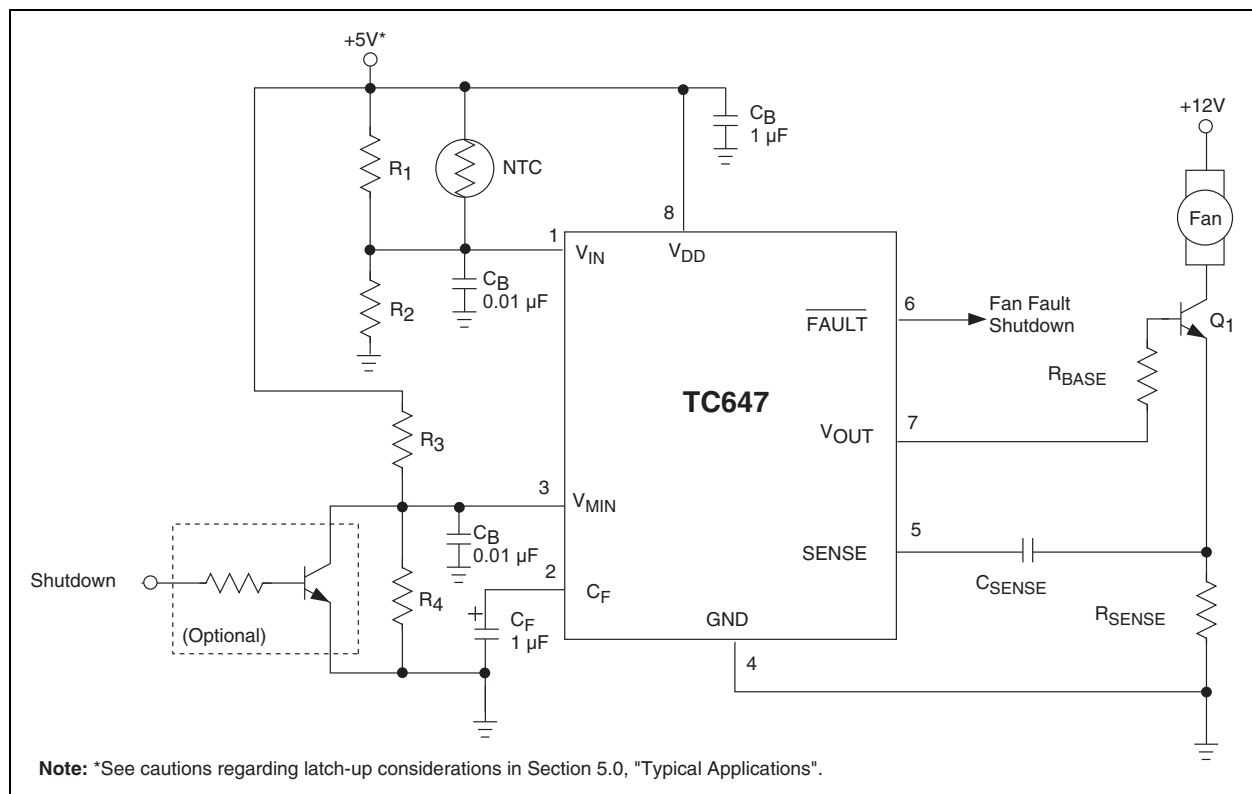 +5V*
+12V
CB
1 µF
R1
NTC
Fan
8
1
VIN
VDD
CB
0.01 µF
R2
6
FAULT
Fan Fault
Shutdown
Q1
RBASE
TC647
R3
VOUT
7
3
VMIN
CB
0.01 µF
5
SENSE
CSENSE
Shutdown
(Optional)
R4
2
CF
+
CF
1 µF
GND
RSENSE
4
Note: *See cautions regarding latch-up considerations in Section 5.0, "Typical Applications".